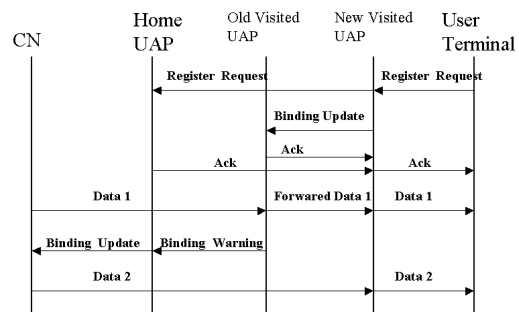 CN
Home
UAP
Old Visited
UAP
New Visited
UAP
User
Terminal
Register Request
Register Request
Binding Update
Ack
Ack
Ack
Data 1
Forwared Data 1
Data 1
Binding Update
Binding Warning
Data 2
Data 2